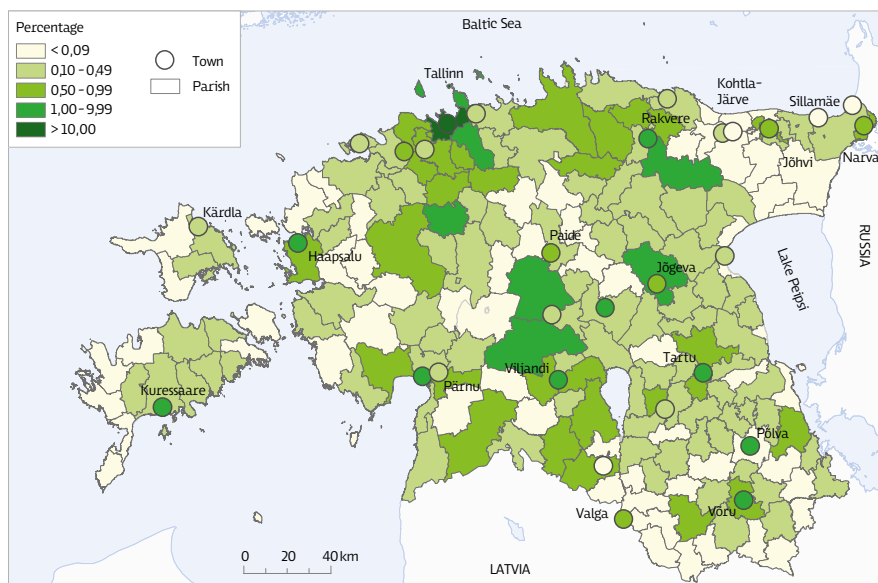 Baltic Sea
Percentage
< 0,09
0,10 – 0,49
0,50 – 0,99
1,00 – 9,99
> 10,00
Town
Parish
Tallinn
Kohtla-
Järve
Sillamäe
Rakvere
Jõhvi
Narva
Kärdla
Paide
Haapsalu
RUSSIA
Lake Peipsi
Jõgeva
Tartu
Viljandi
Pärnu
Kuressaare
Põlva
Võru
Valga
0 20 40 km
LATVIA